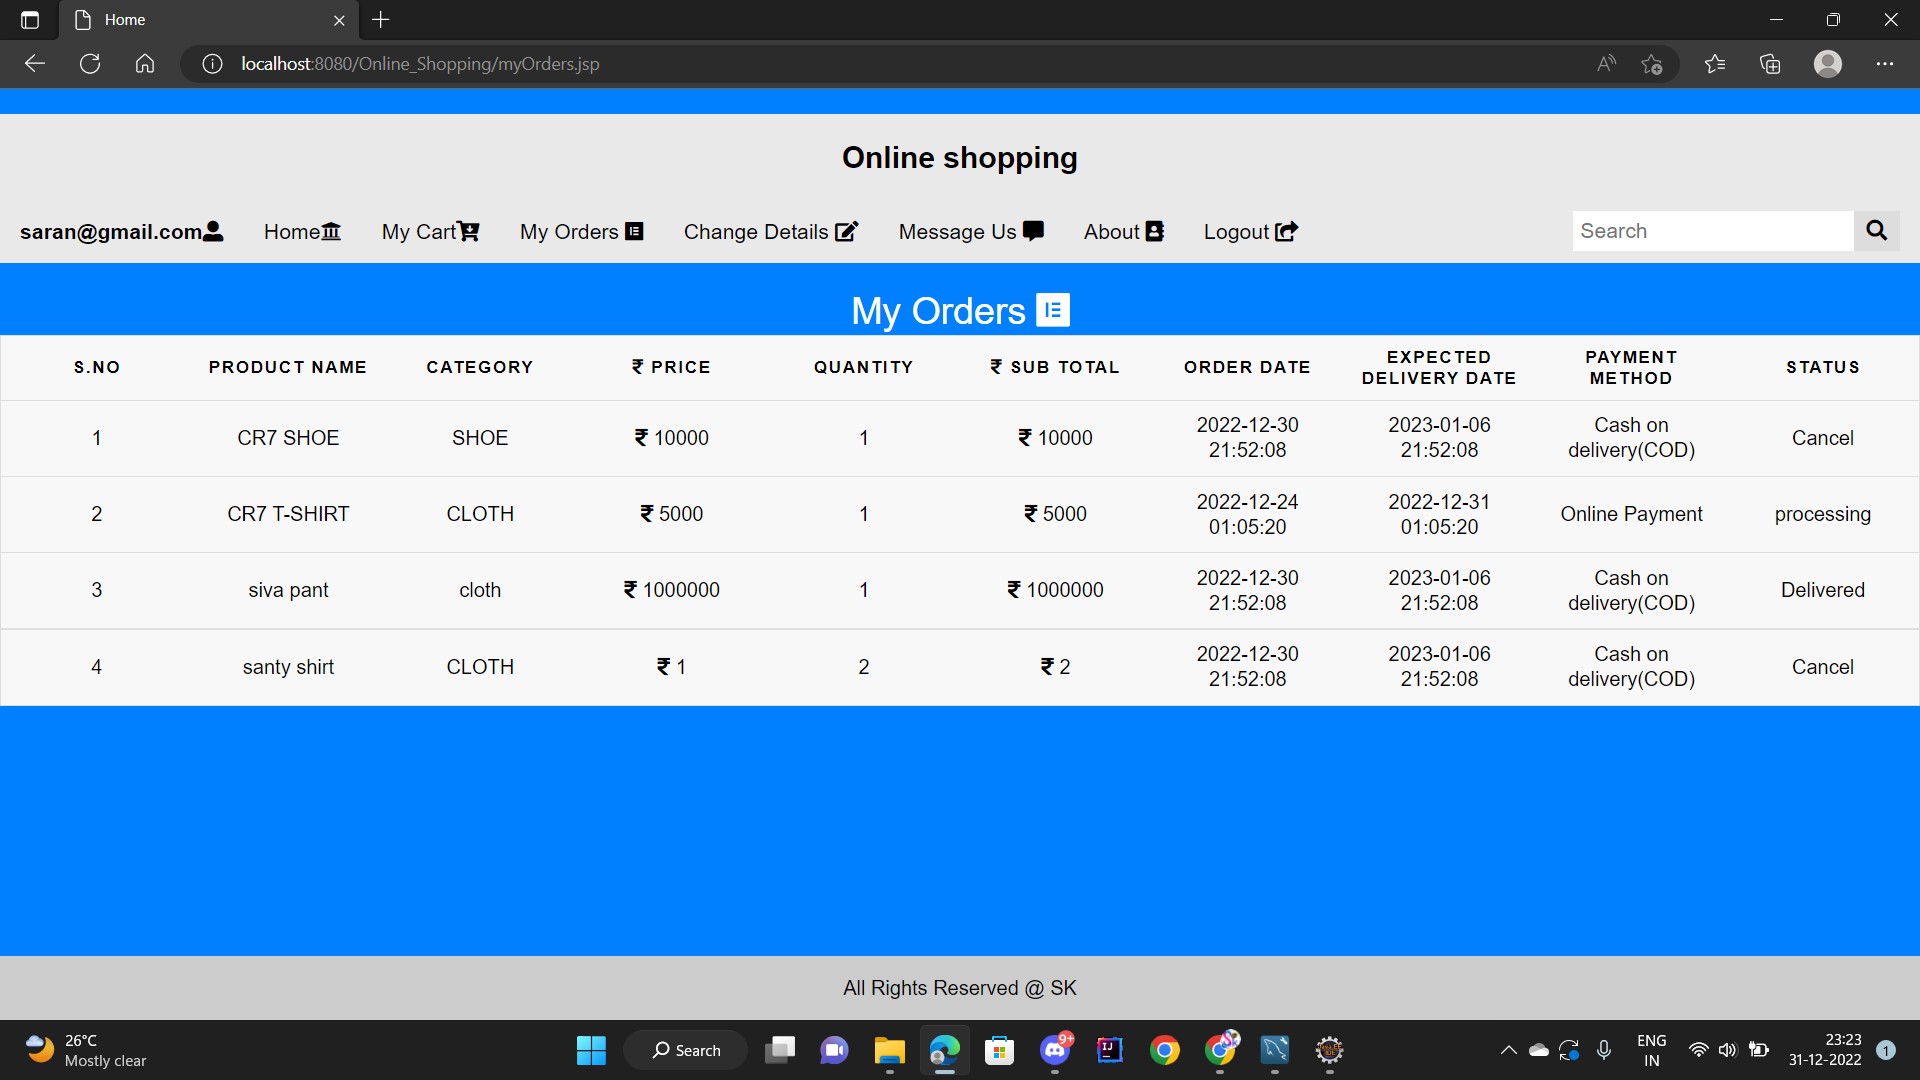 Home
localhost:8080/Online_Shopping/myOrders.jsp
Online shopping
saran@gmail.com Home My Cart My Orders Change Details Message Us About Logout Search
My Orders
S.NO PRODUCT NAME CATEGORY ₹ PRICE QUANTITY ₹ SUB TOTAL ORDER DATE EXPECTED DELIVERY DATE PAYMENT METHOD STATUS
1 CR7 SHOE SHOE ₹ 10000 1 ₹ 10000 2022-12-30 21:52:08 2023-01-06 21:52:08 Cash on delivery(COD) Cancel
2 CR7 T-SHIRT CLOTH ₹ 5000 1 ₹ 5000 2022-12-24 01:05:20 2022-12-31 01:05:20 Online Payment processing
3 siva pant cloth ₹ 1000000 1 ₹ 1000000 2022-12-30 21:52:08 2023-01-06 21:52:08 Cash on delivery(COD) Delivered
4 santy shirt CLOTH ₹ 1 2 ₹ 2 2022-12-30 21:52:08 2023-01-06 21:52:08 Cash on delivery(COD) Cancel
All Rights Reserved @ SK
26°C
Mostly clear
Search
9+
IJ
ENG
IN
23:23
31-12-2022
1